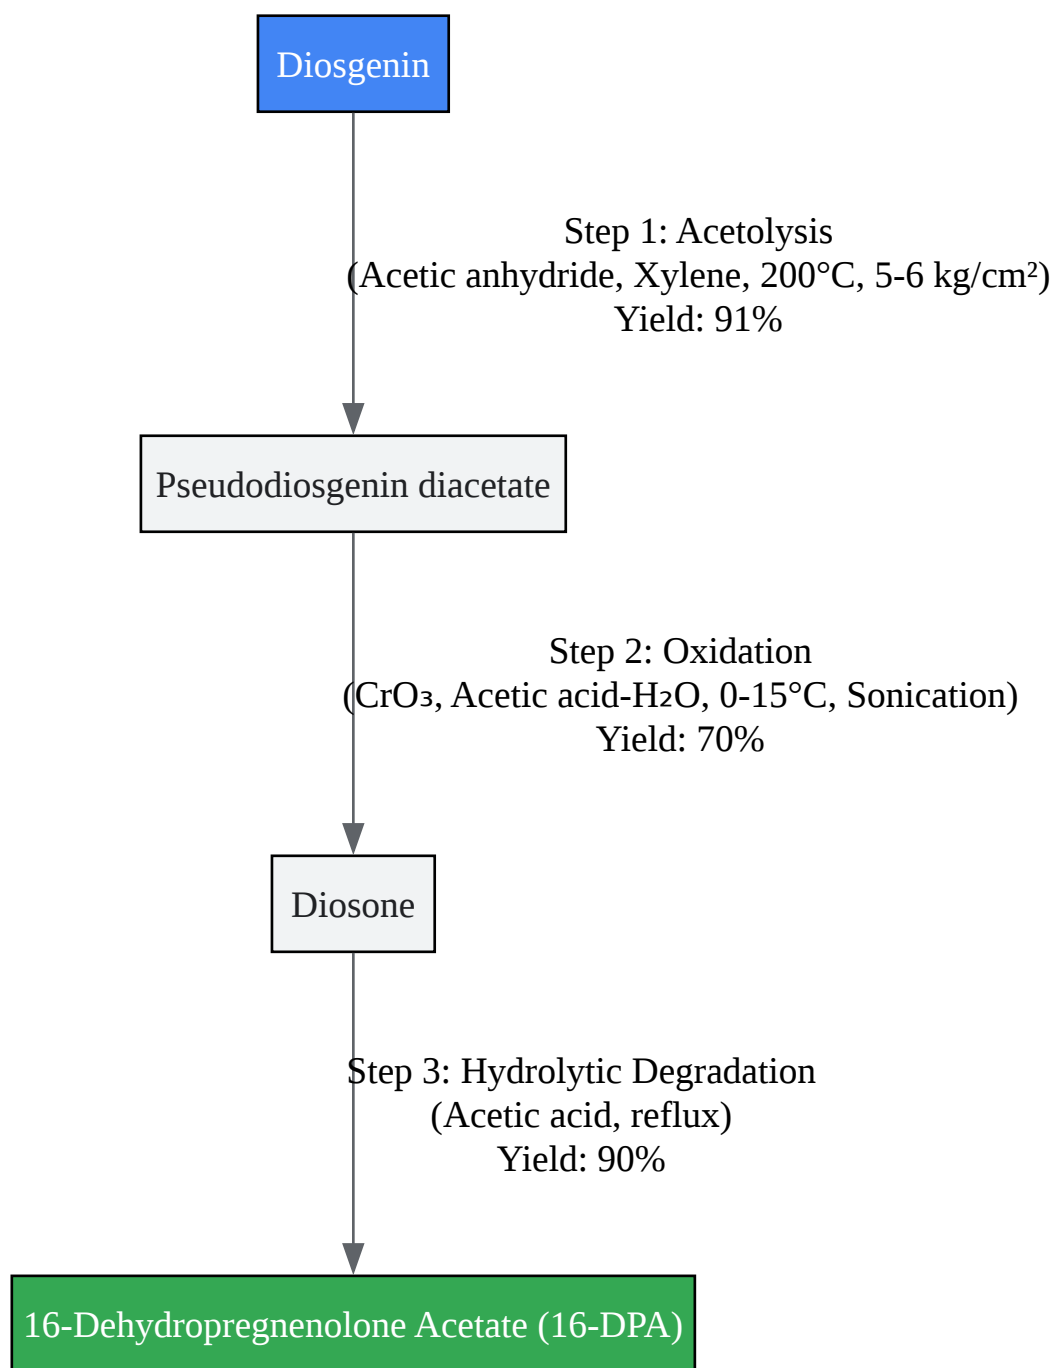 Diosgenin
Step 1: Acetolysis
(Acetic anhydride, Xylene, 200°C, 5-6 kg/cm²)
Yield: 91%
Pseudodiosgenin diacetate
Step 2: Oxidation
(CrO₃, Acetic acid-H₂O, 0-15°C, Sonication)
Yield: 70%
Diosone
Step 3: Hydrolytic Degradation
(Acetic acid, reflux)
Yield: 90%
16-Dehydropregnenolone Acetate (16-DPA)